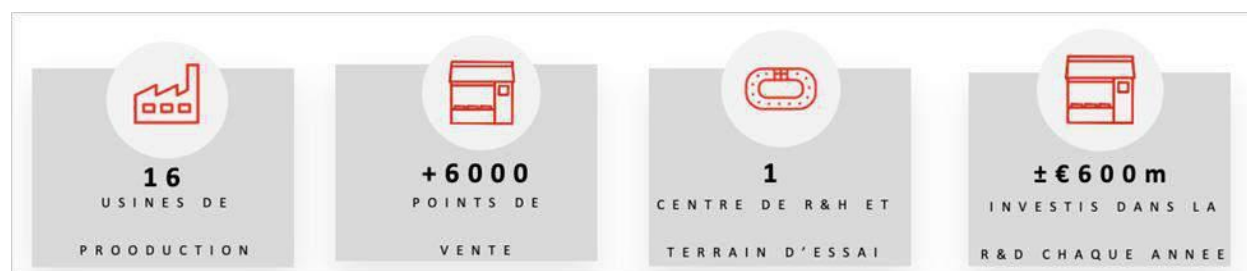 16
USINES DE
PROODUCTION
+6000
POINTS DE
VENTE
1
CENTRE DE R&H ET
TERRAIN D’ESSAI
±€600m
INVESTIS DANS LA
R&D CHAQUE ANNEE